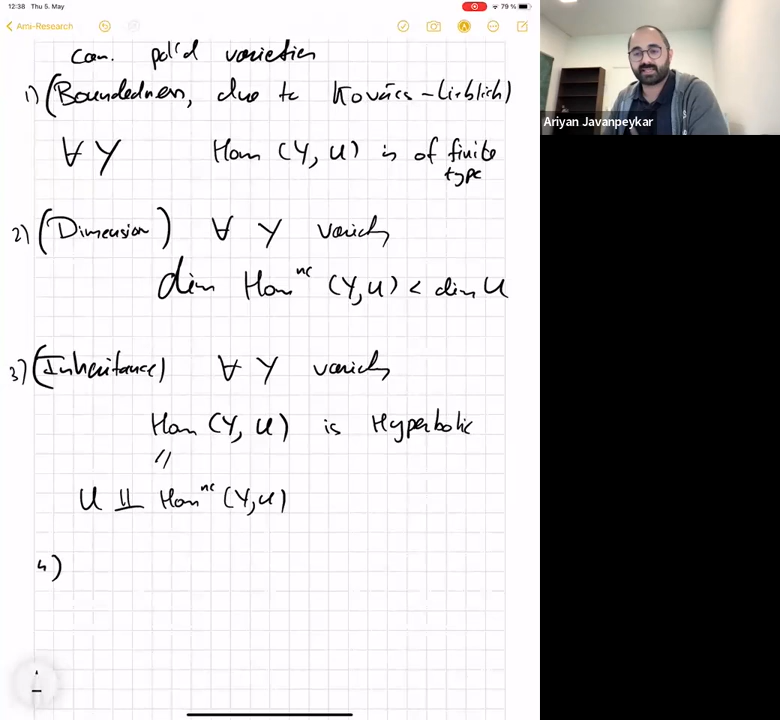 12:38 Thu 5. May
79 %
Ami-Research
can. pol'd varieties
1) (Boundedness, due to Kovács-Lieblich)
∀ Y Hom (Y, U) is of finite
type
2) (Dimension) ∀ Y variety
dim Hom^nc (Y, U) < dim U
3) (Inheritance) ∀ Y variety
Hom (Y, U) is Hyperbolic
=
U ⨿ Hom^nc (Y, U)
4)
Ariyan Javanpeykar